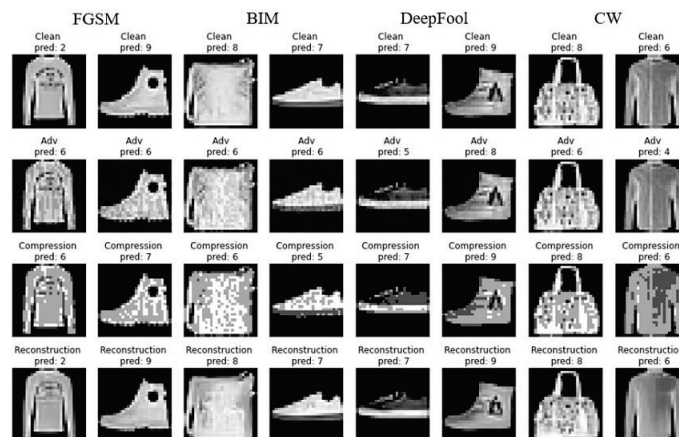 FGSM BIM DeepFool CW
Clean Clean Clean Clean Clean Clean Clean Clean
pred: 2 pred: 9 pred: 8 pred: 7 pred: 7 pred: 9 pred: 8 pred: 6
Adv Adv Adv Adv Adv Adv Adv Adv
pred: 6 pred: 6 pred: 6 pred: 6 pred: 5 pred: 8 pred: 6 pred: 4
Compression Compression Compression Compression Compression Compression Compression Compression
pred: 6 pred: 7 pred: 6 pred: 5 pred: 7 pred: 9 pred: 8 pred: 6
Reconstruction Reconstruction Reconstruction Reconstruction Reconstruction Reconstruction Reconstruction Reconstruction
pred: 2 pred: 9 pred: 8 pred: 7 pred: 7 pred: 9 pred: 8 pred: 6